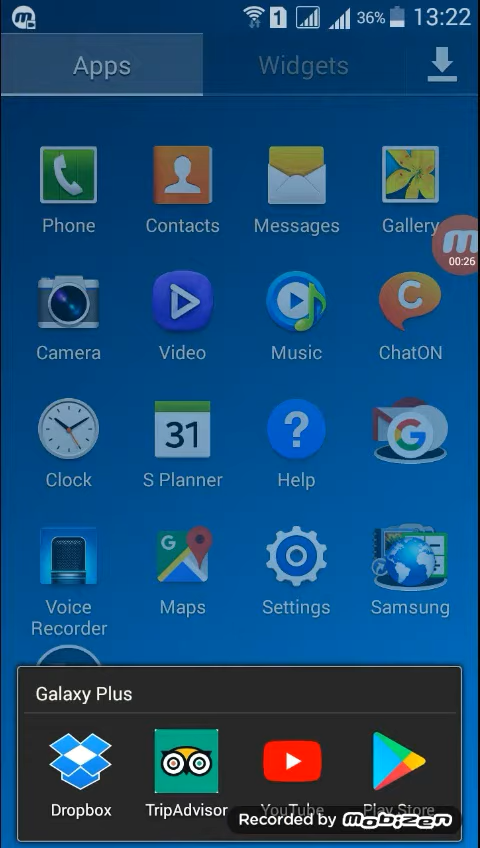 1 36% 13:22
Apps Widgets
Phone Contacts Messages Gallery
m
00:26
Camera Video Music ChatON
C
31
?
G
Clock S Planner Help
G
Voice Recorder Maps Settings Samsung
Galaxy Plus
Dropbox TripAdvisor YouTube Play Store
Recorded by mobizen